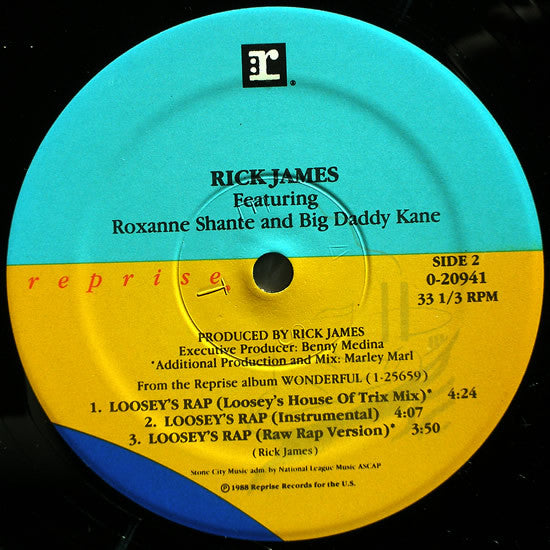 r
®
RICK JAMES
Featuring
Roxanne Shante and Big Daddy Kane
reprise
SIDE 2
0-20941
33 1/3 RPM
PRODUCED BY RICK JAMES
Executive Producer: Benny Medina
*Additional Production and Mix: Marley Marl
From the Reprise album WONDERFUL (1-25659)
1. LOOSEY'S RAP (Loosey's House Of Trix Mix)* 4:24
2. LOOSEY'S RAP (Instrumental) 4:07
3. LOOSEY'S RAP (Raw Rap Version)* 3:50
(Rick James)
Stone City Music adm. by National League Music ASCAP
℗ 1988 Reprise Records for the U.S.